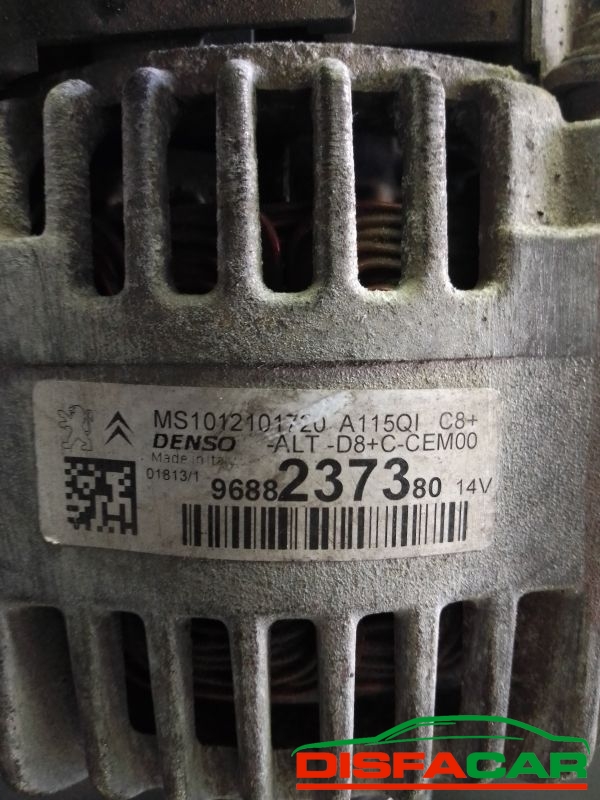 MS1012101720 A115QI C8+
DENSO -ALT -D8+C-CEM00
Made in Italy
01813/1
9688237380 14V
DISFACAR